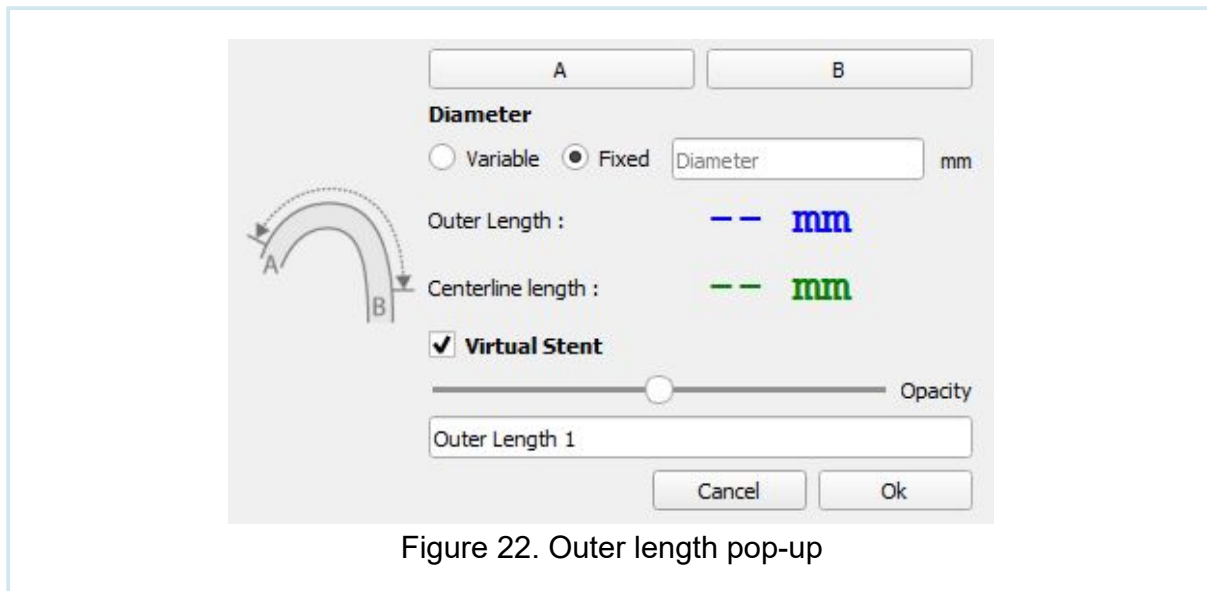 A B
Diameter
Variable Fixed Diameter mm
Outer Length : -- mm
A
Centerline length : -- mm
B
Virtual Stent
Opacity
Outer Length 1
Cancel Ok
Figure 22. Outer length pop-up